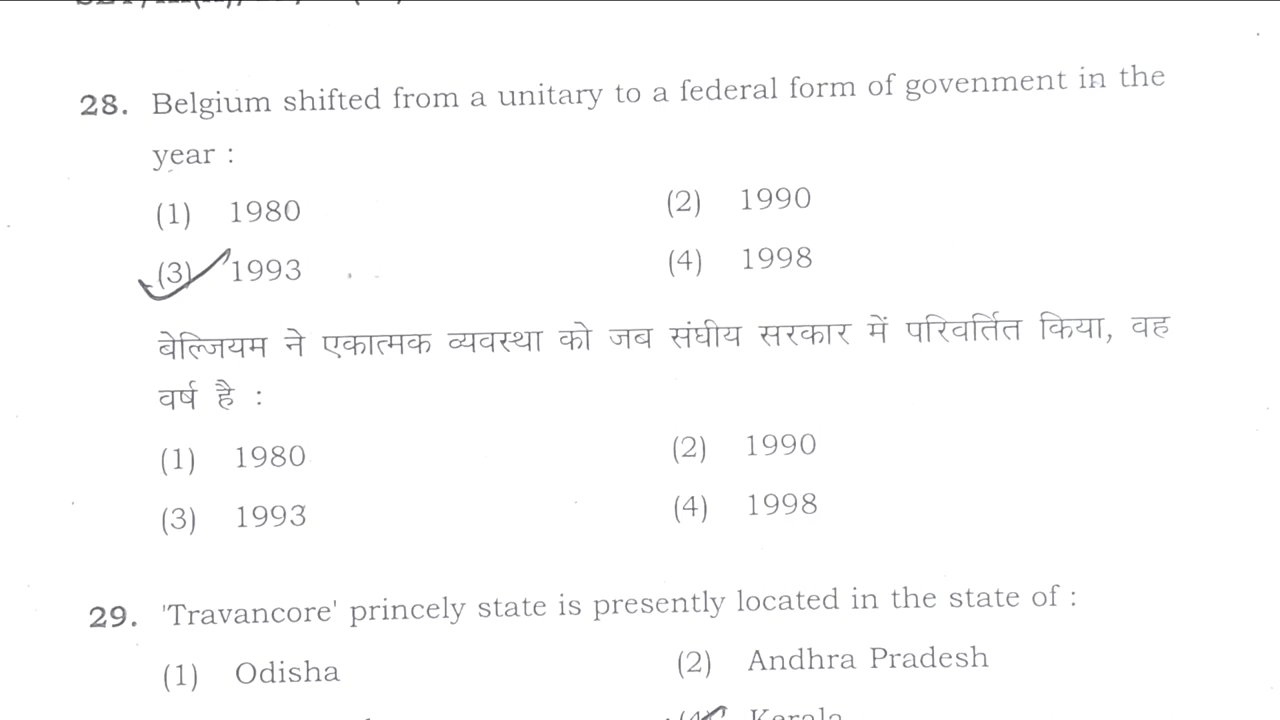 28. Belgium shifted from a unitary to a federal form of govenment in the
year :
(1) 1980 (2) 1990
(3) 1993 (4) 1998
बेल्जियम ने एकात्मक व्यवस्था को जब संघीय सरकार में परिवर्तित किया, वह
वर्ष है :
(1) 1980 (2) 1990
(3) 1993 (4) 1998
29. 'Travancore' princely state is presently located in the state of :
(1) Odisha (2) Andhra Pradesh
(4) Kerala